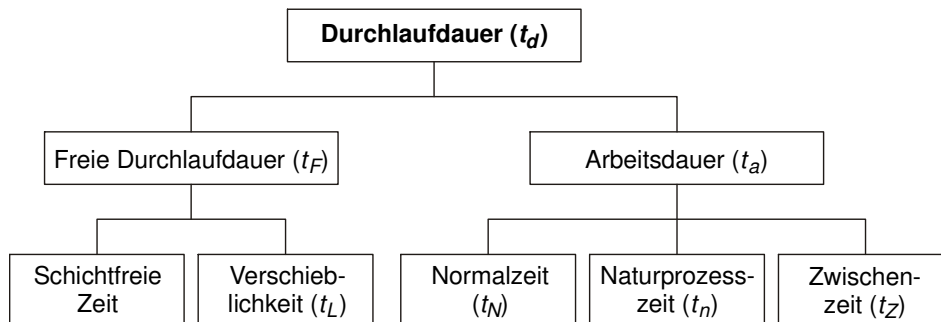 Durchlaufdauer (t_d)
Freie Durchlaufdauer (t_F)
Arbeitsdauer (t_a)
Schichtfreie
Zeit
Verschieb-
lichkeit (t_L)
Normalzeit
(t_N)
Naturprozess-
zeit (t_n)
Zwischen-
zeit (t_Z)